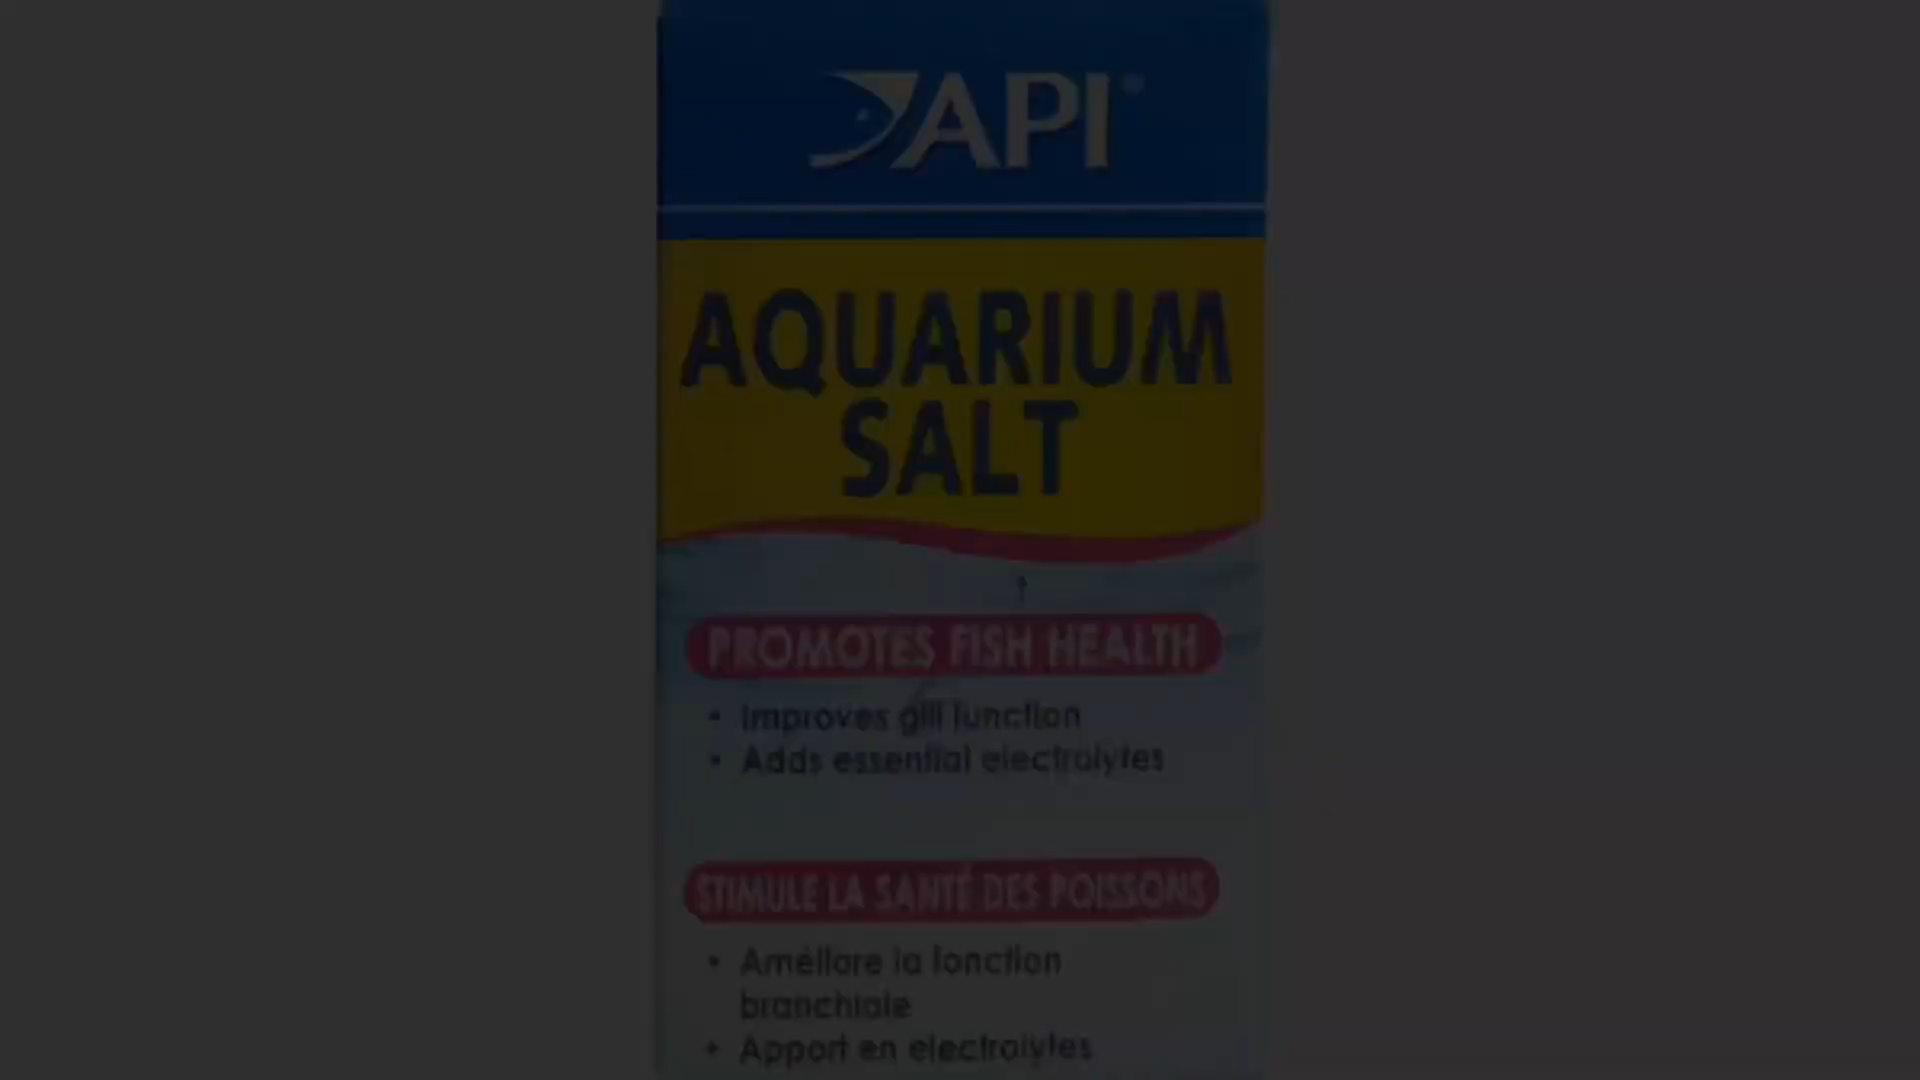 API®
AQUARIUM
SALT
PROMOTES FISH HEALTH
• Improves gill function
• Adds essential electrolytes
STIMULE LA SANTÉ DES POISSONS
• Améliore la fonction
branchiale
• Apport en électrolytes